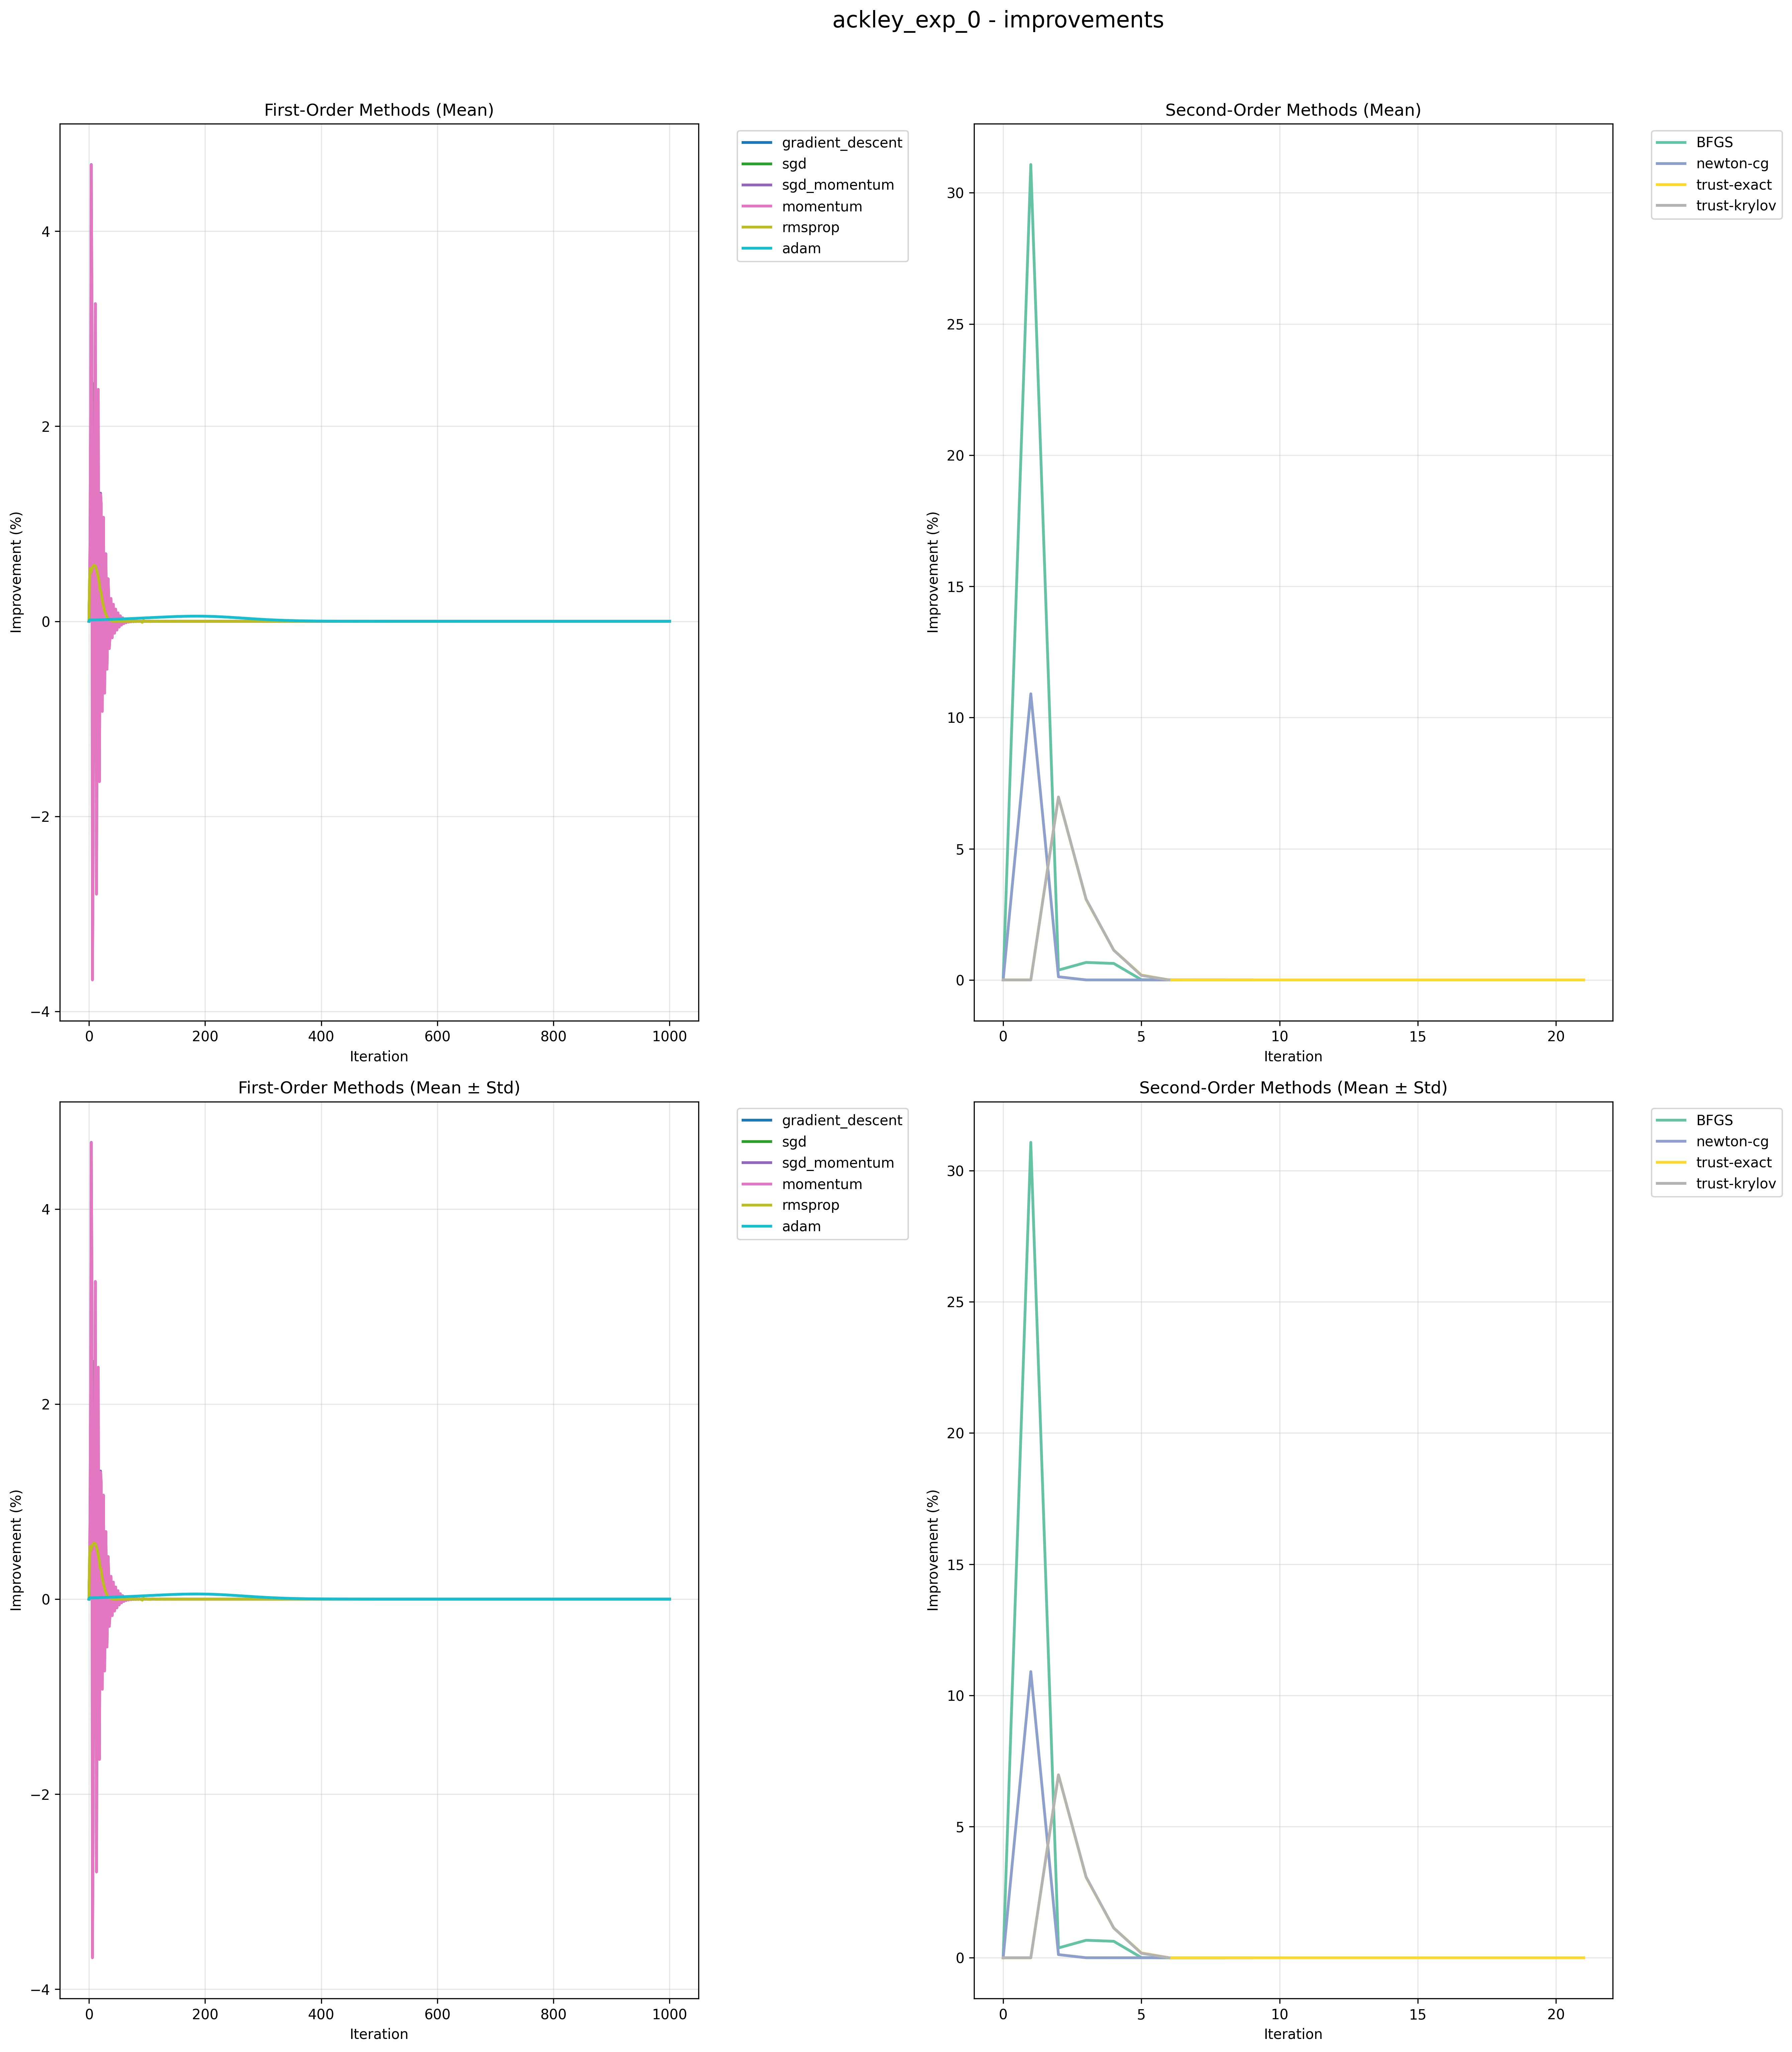 ackley_exp_0 - improvements
First-Order Methods (Mean)
Improvement (%)
4
2
0
−2
−4
0 200 400 600 800 1000
Iteration
gradient_descent
sgd
sgd_momentum
momentum
rmsprop
adam
Second-Order Methods (Mean)
Improvement (%)
30
25
20
15
10
5
0
0 5 10 15 20
Iteration
BFGS
newton-cg
trust-exact
trust-krylov
First-Order Methods (Mean ± Std)
Improvement (%)
4
2
0
−2
−4
0 200 400 600 800 1000
Iteration
gradient_descent
sgd
sgd_momentum
momentum
rmsprop
adam
Second-Order Methods (Mean ± Std)
Improvement (%)
30
25
20
15
10
5
0
0 5 10 15 20
Iteration
BFGS
newton-cg
trust-exact
trust-krylov